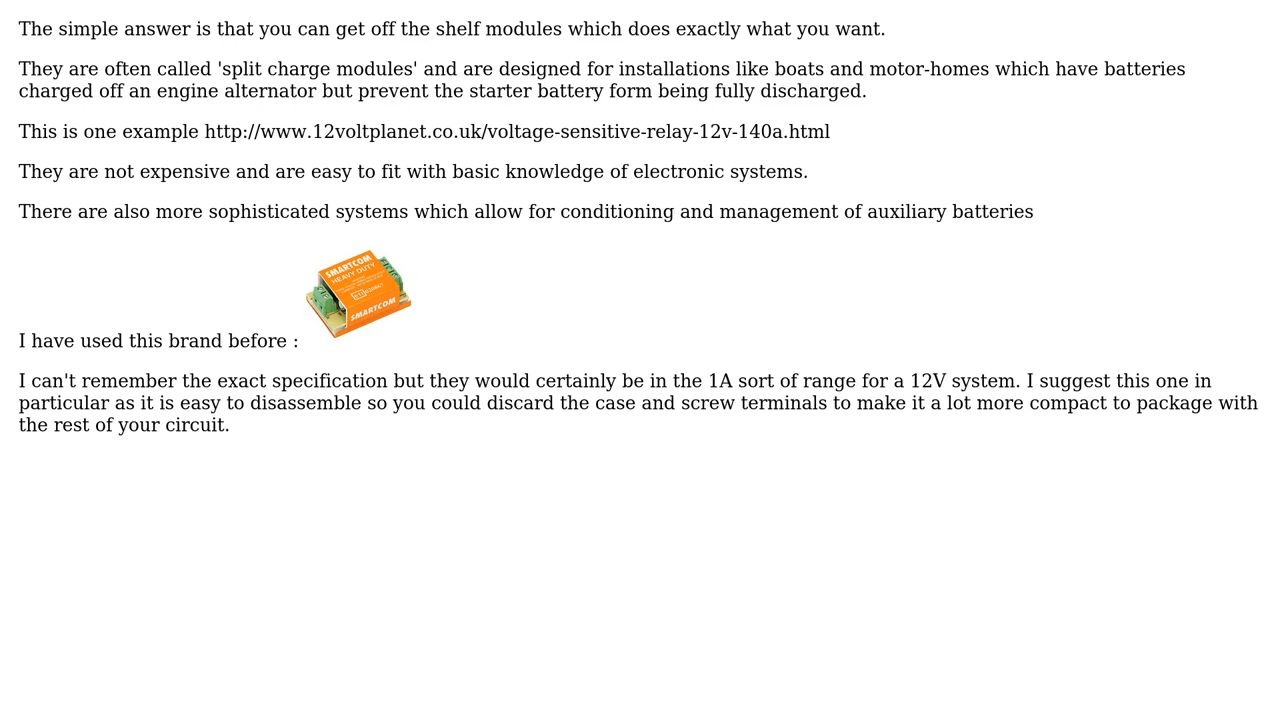 The simple answer is that you can get off the shelf modules which does exactly what you want.
They are often called 'split charge modules' and are designed for installations like boats and motor-homes which have batteries
charged off an engine alternator but prevent the starter battery form being fully discharged.
This is one example http://www.12voltplanet.co.uk/voltage-sensitive-relay-12v-140a.html
They are not expensive and are easy to fit with basic knowledge of electronic systems.
There are also more sophisticated systems which allow for conditioning and management of auxiliary batteries
SMARTCOM
HEAVY DUTY
SMARTCOM
I have used this brand before :
I can't remember the exact specification but they would certainly be in the 1A sort of range for a 12V system. I suggest this one in
particular as it is easy to disassemble so you could discard the case and screw terminals to make it a lot more compact to package with
the rest of your circuit.